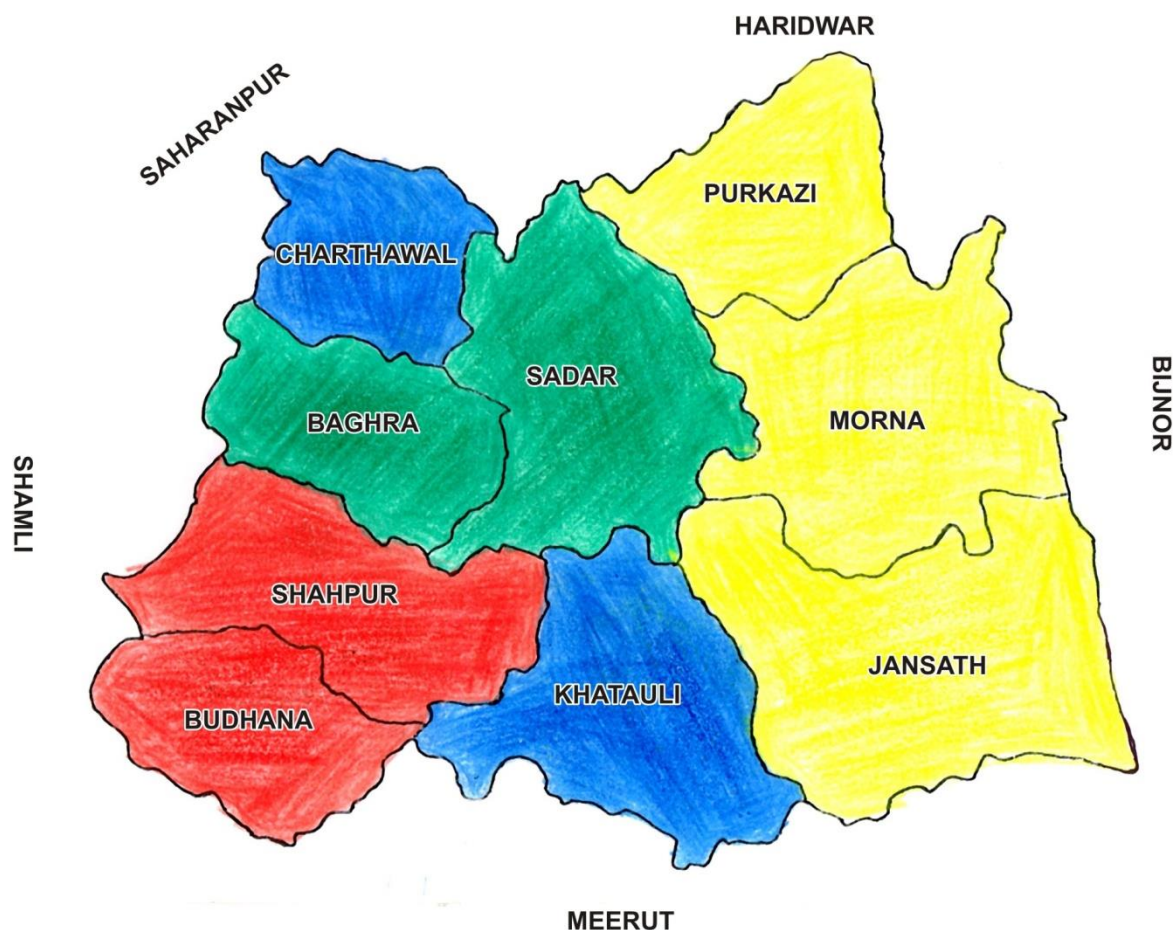 HARIDWAR
SAHARANPUR
PURKAZI
CHARTHAWAL
SADAR
BAGHRA
MORNA
BIJNOR
SHAMLI
SHAHPUR
JANSATH
KHATAULI
BUDHANA
MEERUT